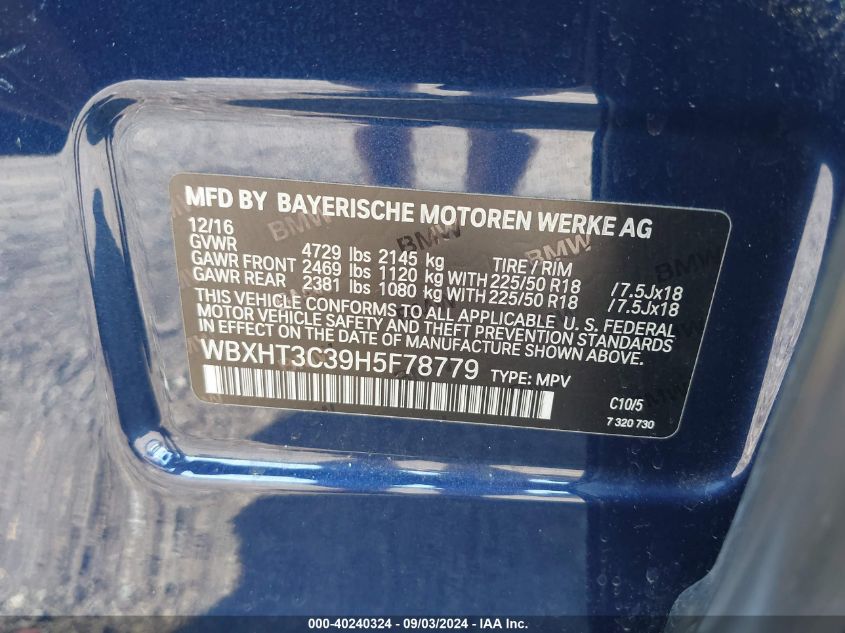 MFD BY BAYERISCHE MOTOREN WERKE AG
12/16
GVWR 4729 lbs 2145 kg TIRE / RIM
GAWR FRONT 2469 lbs 1120 kg WITH 225/50 R18 /7.5Jx18
GAWR REAR 2381 lbs 1080 kg WITH 225/50 R18 /7.5Jx18
THIS VEHICLE CONFORMS TO ALL APPLICABLE U. S. FEDERAL
MOTOR VEHICLE SAFETY AND THEFT PREVENTION STANDARDS
IN EFFECT ON THE DATE OF MANUFACTURE SHOWN ABOVE.
WBXHT3C39H5F78779 TYPE: MPV
C10/5
7 320 730
000-40240324 - 09/03/2024 - IAA Inc.